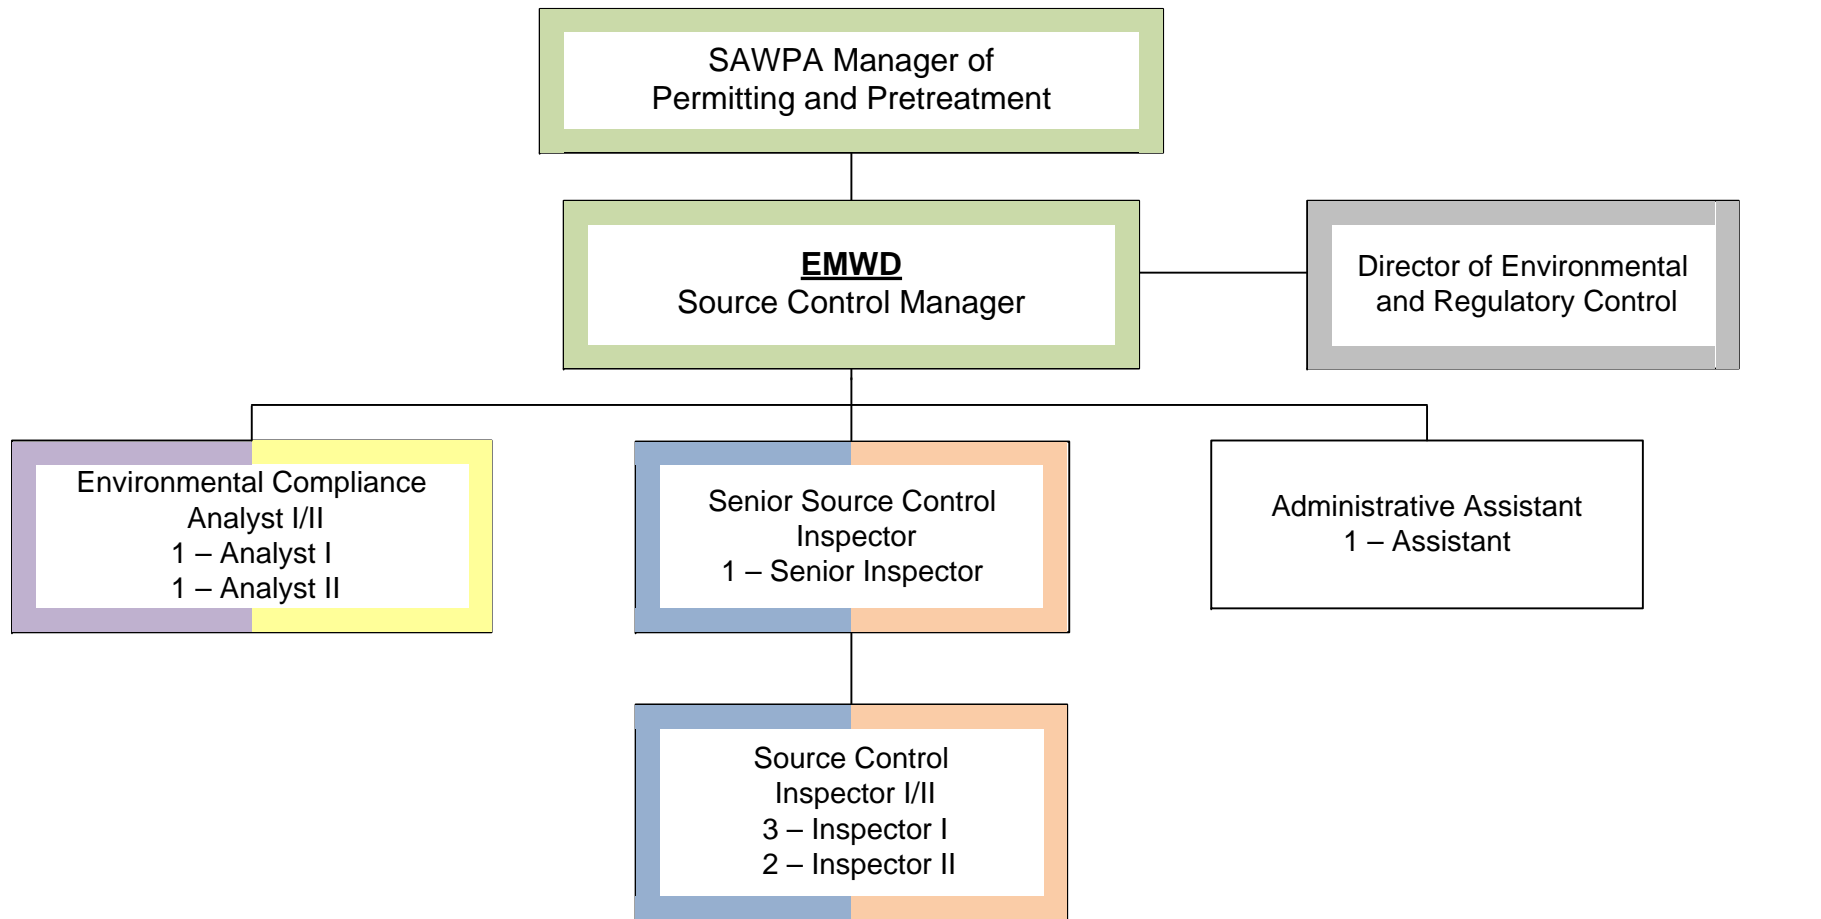 SAWPA Manager of
Permitting and Pretreatment
EMWD
Source Control Manager
Director of Environmental
and Regulatory Control
Environmental Compliance
Analyst I/II
1 – Analyst I
1 – Analyst II
Senior Source Control
Inspector
1 – Senior Inspector
Administrative Assistant
1 – Assistant
Source Control
Inspector I/II
3 – Inspector I
2 – Inspector II